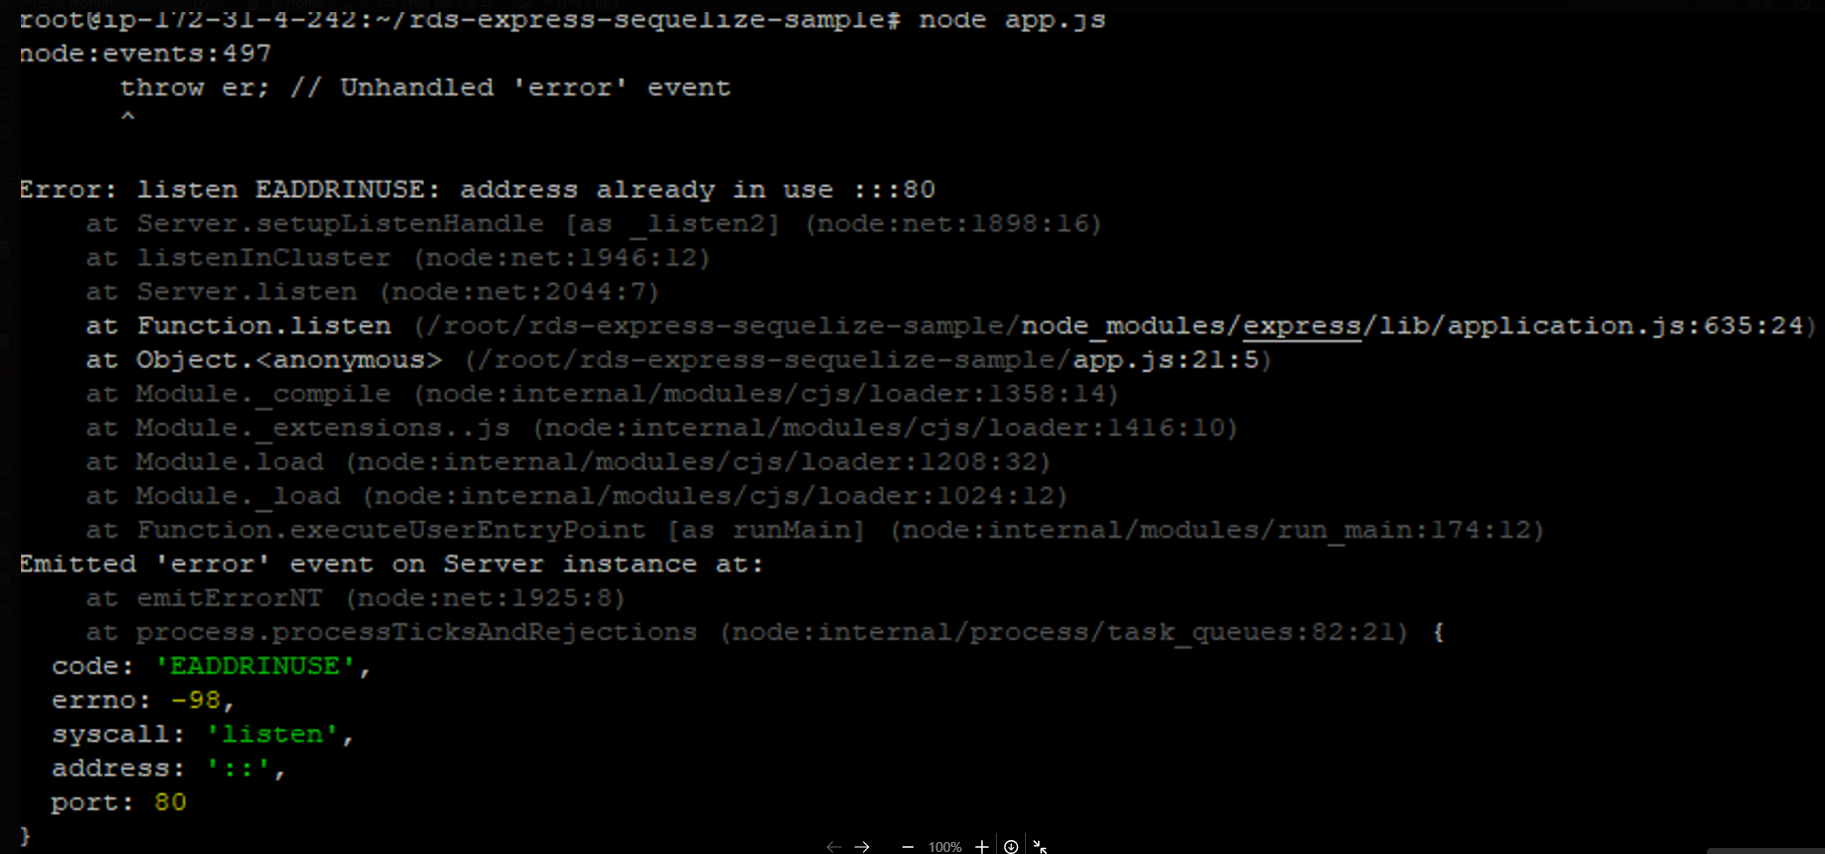 root@ip-172-31-4-242:~/rds-express-sequelize-sample# node app.js
node:events:497
      throw er; // Unhandled 'error' event
      ^

Error: listen EADDRINUSE: address already in use :::80
    at Server.setupListenHandle [as _listen2] (node:net:1898:16)
    at listenInCluster (node:net:1946:12)
    at Server.listen (node:net:2044:7)
    at Function.listen (/root/rds-express-sequelize-sample/node_modules/express/lib/application.js:635:24)
    at Object.<anonymous> (/root/rds-express-sequelize-sample/app.js:21:5)
    at Module._compile (node:internal/modules/cjs/loader:1358:14)
    at Module._extensions..js (node:internal/modules/cjs/loader:1416:10)
    at Module.load (node:internal/modules/cjs/loader:1208:32)
    at Module._load (node:internal/modules/cjs/loader:1024:12)
    at Function.executeUserEntryPoint [as runMain] (node:internal/modules/run_main:174:12)
Emitted 'error' event on Server instance at:
    at emitErrorNT (node:net:1925:8)
    at process.processTicksAndRejections (node:internal/process/task_queues:82:21) {
  code: 'EADDRINUSE',
  errno: -98,
  syscall: 'listen',
  address: '::',
  port: 80
}
100%